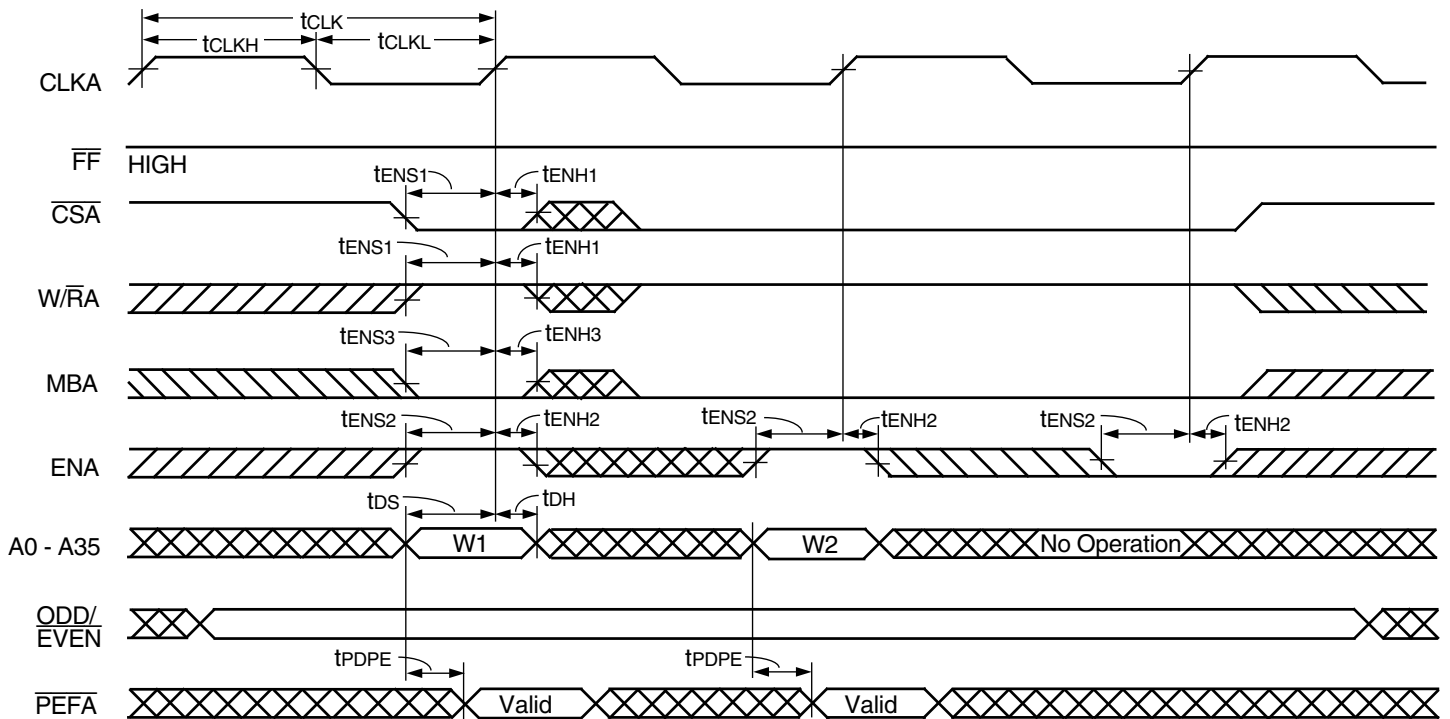 tCLK
tCLKH tCLKL
CLKA
FF HIGH
tENS1 tENH1
CSA
tENS1 tENH1
W/RA
tENS3 tENH3
MBA
tENS2 tENH2 tENS2 tENH2 tENS2 tENH2
ENA
tDS tDH
A0 - A35 W1 W2 No Operation
ODD/
EVEN
tPDPE tPDPE
PEFA Valid Valid